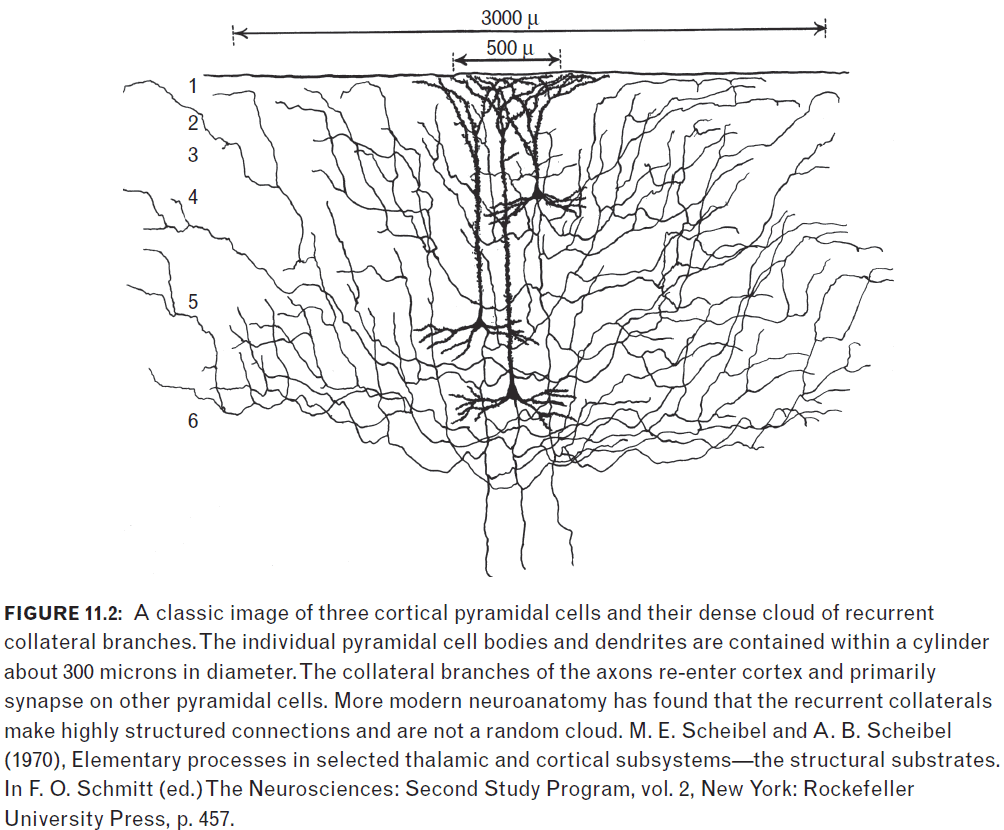 3000 μ
500 μ
1
2
3
4
5
6
FIGURE 11.2: A classic image of three cortical pyramidal cells and their dense cloud of recurrent
collateral branches. The individual pyramidal cell bodies and dendrites are contained within a cylinder
about 300 microns in diameter. The collateral branches of the axons re-enter cortex and primarily
synapse on other pyramidal cells. More modern neuroanatomy has found that the recurrent collaterals
make highly structured connections and are not a random cloud. M. E. Scheibel and A. B. Scheibel
(1970), Elementary processes in selected thalamic and cortical subsystems—the structural substrates.
In F. O. Schmitt (ed.) The Neurosciences: Second Study Program, vol. 2, New York: Rockefeller
University Press, p. 457.